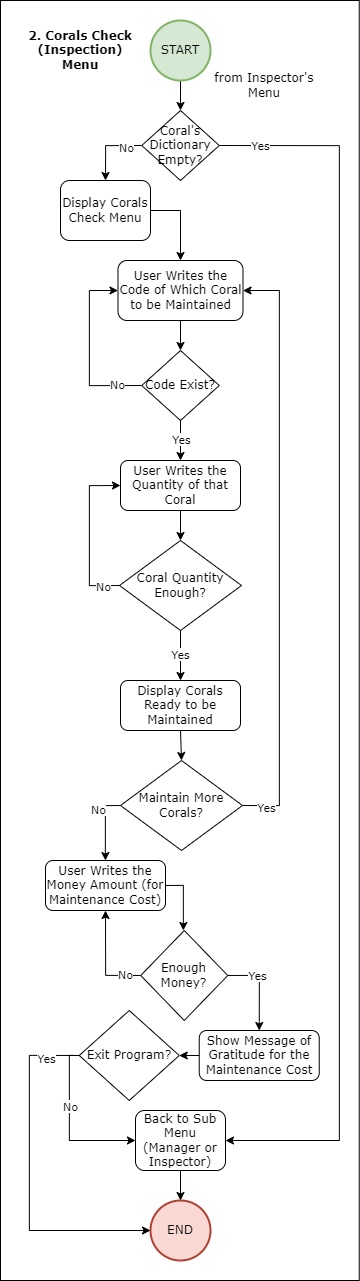 2. Corals Check
(Inspection)
Menu
START
from Inspector's
Menu
Coral's
Dictionary
Empty?
No
Yes
Display Corals
Check Menu
User Writes the
Code of Which Coral
to be Maintained
Code Exist?
No
Yes
User Writes the
Quantity of that
Coral
Coral Quantity
Enough?
No
Yes
Display Corals
Ready to be
Maintained
Maintain More
Corals?
No
Yes
User Writes the
Money Amount (for
Maintenance Cost)
Enough
Money?
No
Yes
Show Message of
Gratitude for the
Maintenance Cost
Exit Program?
Yes
No
Back to Sub
Menu
(Manager or
Inspector)
END